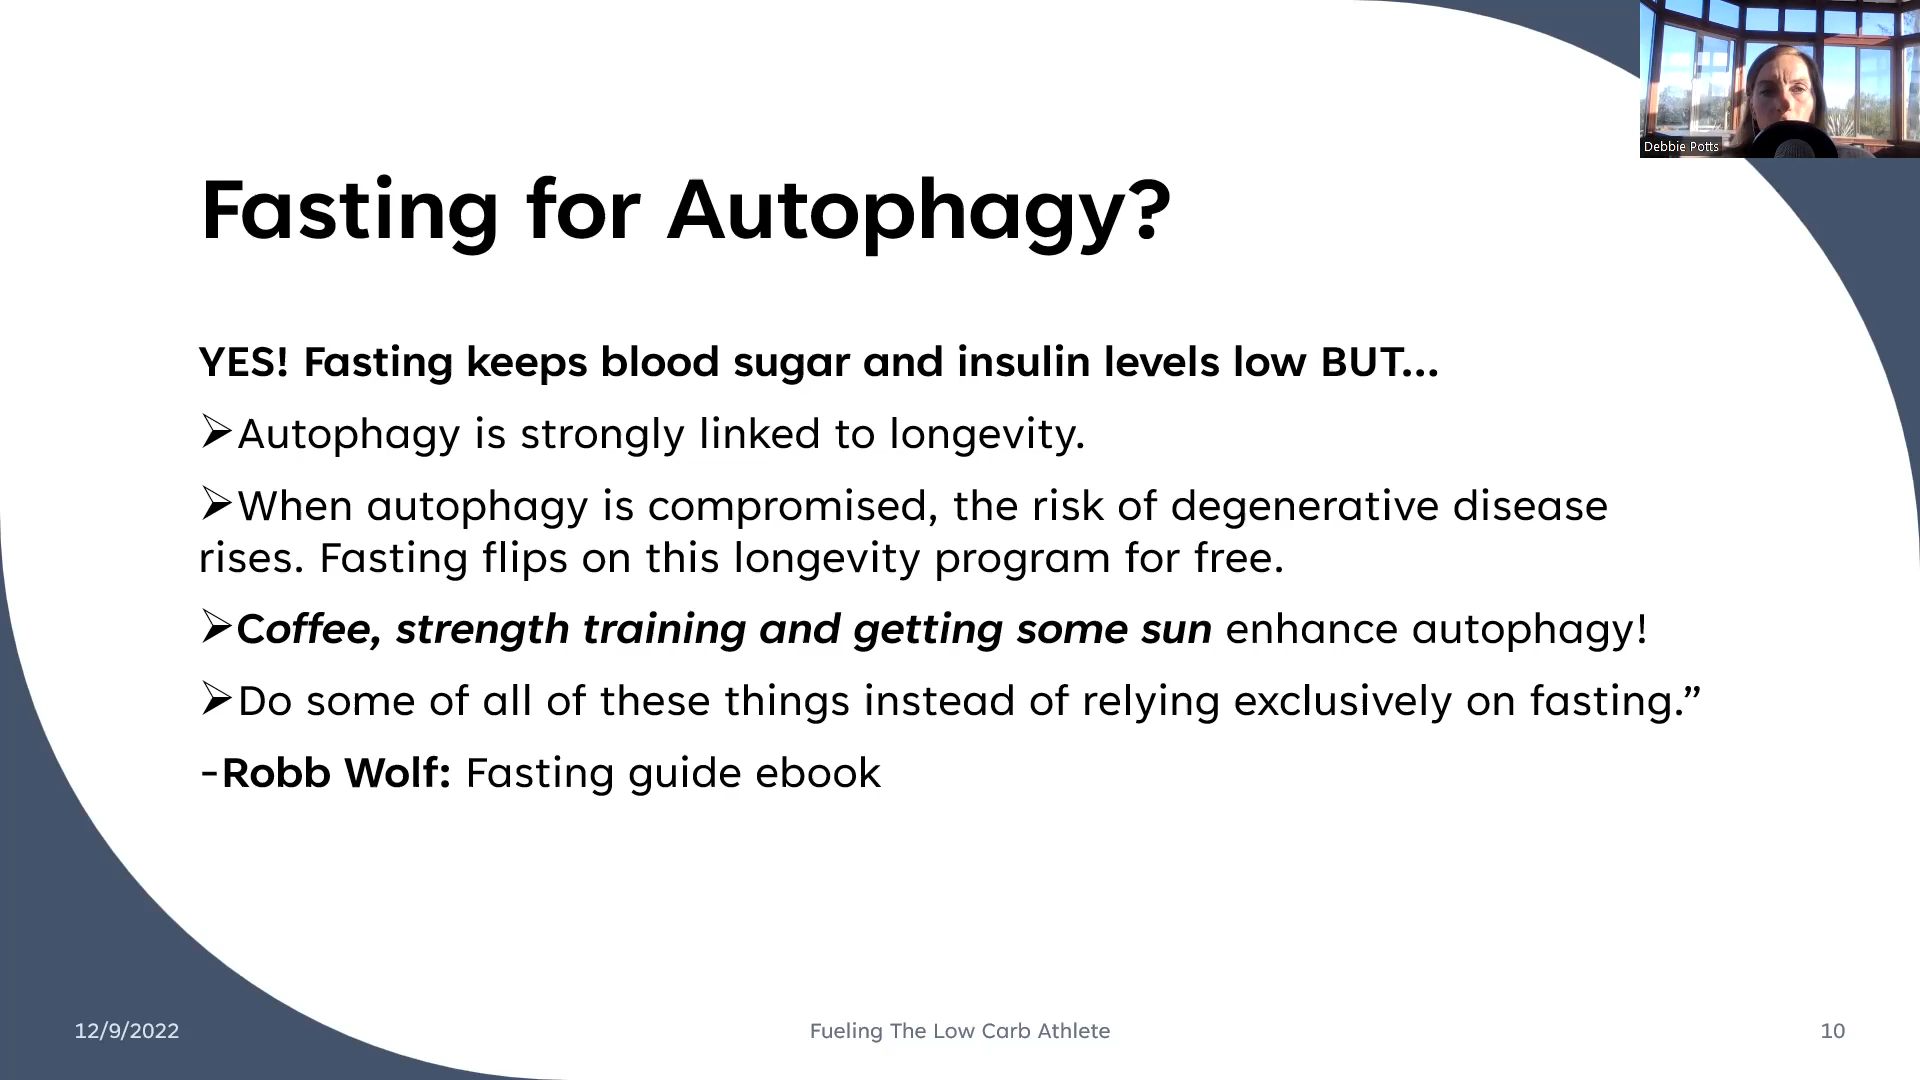 Debbie Potts
Fasting for Autophagy?
YES! Fasting keeps blood sugar and insulin levels low BUT...
➢Autophagy is strongly linked to longevity.
➢When autophagy is compromised, the risk of degenerative disease
rises. Fasting flips on this longevity program for free.
➢Coffee, strength training and getting some sun enhance autophagy!
➢Do some of all of these things instead of relying exclusively on fasting.”
-Robb Wolf: Fasting guide ebook
12/9/2022
Fueling The Low Carb Athlete
10